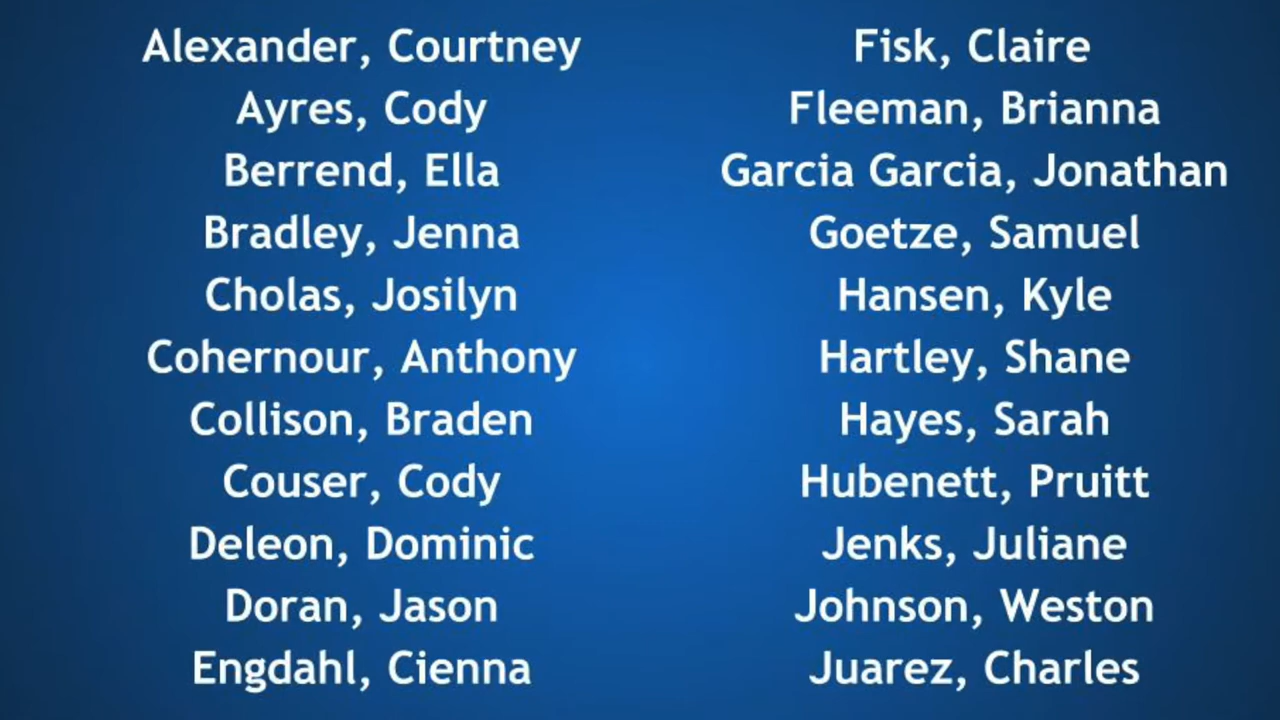 Alexander, Courtney
Ayres, Cody
Berrend, Ella
Bradley, Jenna
Cholas, Josilyn
Cohernour, Anthony
Collison, Braden
Couser, Cody
Deleon, Dominic
Doran, Jason
Engdahl, Cienna
Fisk, Claire
Fleeman, Brianna
Garcia Garcia, Jonathan
Goetze, Samuel
Hansen, Kyle
Hartley, Shane
Hayes, Sarah
Hubenett, Pruitt
Jenks, Juliane
Johnson, Weston
Juarez, Charles